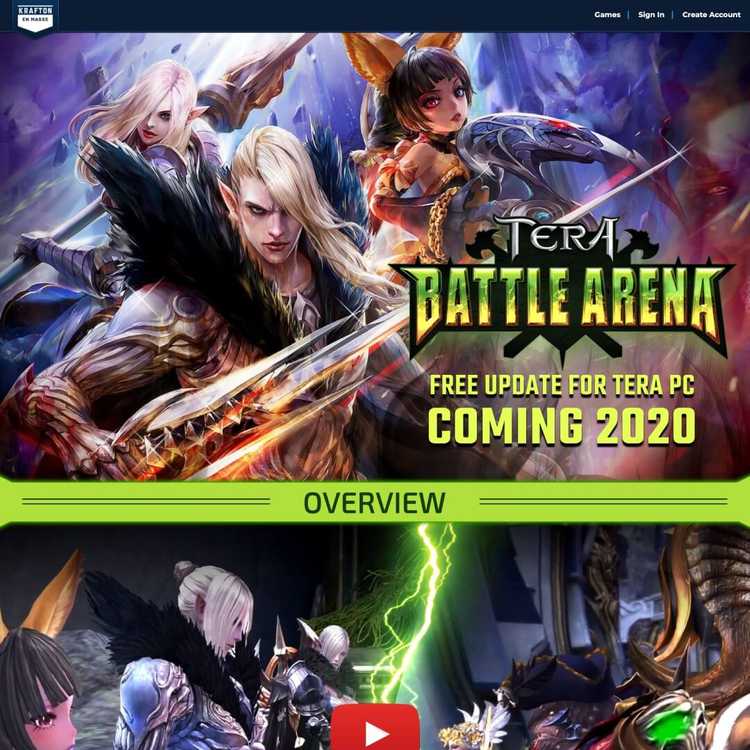 KRAFTON
EN MASSE
Games | Sign In | Create Account
TERA
BATTLE ARENA
FREE UPDATE FOR TERA PC
COMING 2020
OVERVIEW